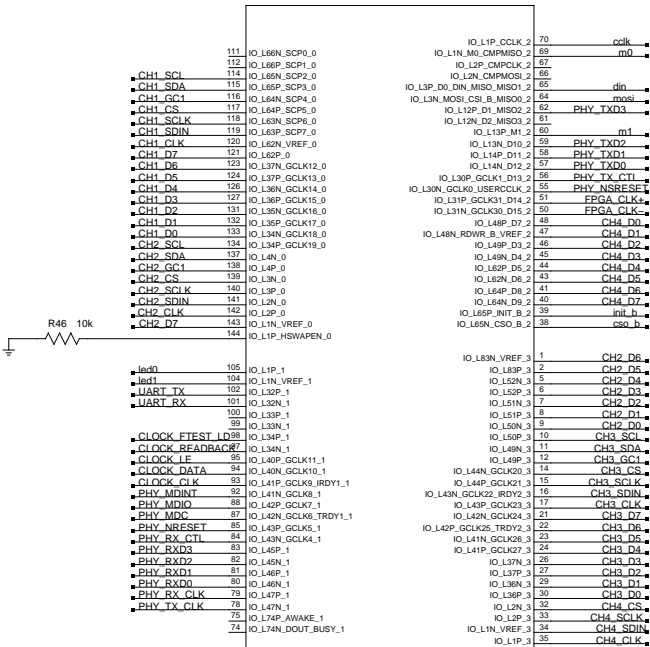 111 IO_L66N_SCP0_0
112 IO_L66P_SCP1_0
CH1_SCL 114 IO_L65N_SCP2_0
CH1_SDA 115 IO_L65P_SCP3_0
CH1_GC1 116 IO_L64N_SCP4_0
CH1_CS 117 IO_L64P_SCP5_0
CH1_SCLK 118 IO_L63N_SCP6_0
CH1_SDIN 119 IO_L63P_SCP7_0
CH1_CLK 120 IO_L62N_VREF_0
CH1_D7 121 IO_L62P_0
CH1_D6 123 IO_L37N_GCLK12_0
CH1_D5 124 IO_L37P_GCLK13_0
CH1_D4 126 IO_L36N_GCLK14_0
CH1_D3 127 IO_L36P_GCLK15_0
CH1_D2 131 IO_L35N_GCLK16_0
CH1_D1 132 IO_L35P_GCLK17_0
CH1_D0 133 IO_L34N_GCLK18_0
CH2_SCL 134 IO_L34P_GCLK19_0
CH2_SDA 137 IO_L4N_0
CH2_GC1 138 IO_L4P_0
CH2_CS 139 IO_L3N_0
CH2_SCLK 140 IO_L3P_0
CH2_SDIN 141 IO_L2N_0
CH2_CLK 142 IO_L2P_0
CH2_D7 143 IO_L1N_VREF_0
R46 10k 144 IO_L1P_HSWAPEN_0
led0 105 IO_L1P_1
led1 104 IO_L1N_VREF_1
UART_TX 102 IO_L32P_1
UART_RX 101 IO_L32N_1
100 IO_L33P_1
99 IO_L33N_1
CLOCK_FTEST_LD 98 IO_L34P_1
CLOCK_READBACK 97 IO_L34N_1
CLOCK_LE 95 IO_L40P_GCLK11_1
CLOCK_DATA 94 IO_L40N_GCLK10_1
CLOCK_CLK 93 IO_L41P_GCLK9_IRDY1_1
PHY_MDINT 92 IO_L41N_GCLK8_1
PHY_MDIO 88 IO_L42P_GCLK7_1
PHY_MDC 87 IO_L42N_GCLK6_TRDY1_1
PHY_NRESET 85 IO_L43P_GCLK5_1
PHY_RX_CTL 84 IO_L43N_GCLK4_1
PHY_RXD3 83 IO_L45P_1
PHY_RXD2 82 IO_L45N_1
PHY_RXD1 81 IO_L46P_1
PHY_RXD0 80 IO_L46N_1
PHY_RX_CLK 79 IO_L47P_1
PHY_TX_CLK 78 IO_L47N_1
75 IO_L74P_AWAKE_1
74 IO_L74N_DOUT_BUSY_1
IO_L1P_CCLK_2 70 cclk
IO_L1N_M0_CMPMISO_2 69 m0
IO_L2P_CMPCLK_2 67
IO_L2N_CMPMOSI_2 66
IO_L3P_D0_DIN_MISO_MISO1_2 65 din
IO_L3N_MOSI_CSI_B_MISO0_2 64 mosi
IO_L12P_D1_MISO2_2 62 PHY_TXD3
IO_L12N_D2_MISO3_2 61
IO_L13P_M1_2 60 m1
IO_L13N_D10_2 59 PHY_TXD2
IO_L14P_D11_2 58 PHY_TXD1
IO_L14N_D12_2 57 PHY_TXD0
IO_L30P_GCLK1_D13_2 56 PHY_TX_CTL
IO_L30N_GCLK0_USERCCLK_2 55 PHY_NSRESET
IO_L31P_GCLK31_D14_2 51 FPGA_CLK+
IO_L31N_GCLK30_D15_2 50 FPGA_CLK−
IO_L48P_D7_2 48 CH4_D0
IO_L48N_RDWR_B_VREF_2 47 CH4_D1
IO_L49P_D3_2 46 CH4_D2
IO_L49N_D4_2 45 CH4_D3
IO_L62P_D5_2 44 CH4_D4
IO_L62N_D6_2 43 CH4_D5
IO_L64P_D8_2 41 CH4_D6
IO_L64N_D9_2 40 CH4_D7
IO_L65P_INIT_B_2 39 init_b
IO_L65N_CSO_B_2 38 cso_b
IO_L83N_VREF_3 1 CH2_D6
IO_L83P_3 2 CH2_D5
IO_L52N_3 5 CH2_D4
IO_L52P_3 6 CH2_D3
IO_L51N_3 7 CH2_D2
IO_L51P_3 8 CH2_D1
IO_L50N_3 9 CH2_D0
IO_L50P_3 10 CH3_SCL
IO_L49N_3 11 CH3_SDA
IO_L49P_3 12 CH3_GC1
IO_L44N_GCLK20_3 14 CH3_CS
IO_L44P_GCLK21_3 15 CH3_SCLK
IO_L43N_GCLK22_IRDY2_3 16 CH3_SDIN
IO_L43P_GCLK23_3 17 CH3_CLK
IO_L42N_GCLK24_3 21 CH3_D7
IO_L42P_GCLK25_TRDY2_3 22 CH3_D6
IO_L41N_GCLK26_3 23 CH3_D5
IO_L41P_GCLK27_3 24 CH3_D4
IO_L37N_3 26 CH3_D3
IO_L37P_3 27 CH3_D2
IO_L36N_3 29 CH3_D1
IO_L36P_3 30 CH3_D0
IO_L2N_3 32 CH4_CS
IO_L2P_3 33 CH4_SCLK
IO_L1N_VREF_3 34 CH4_SDIN
IO_L1P_3 35 CH4_CLK